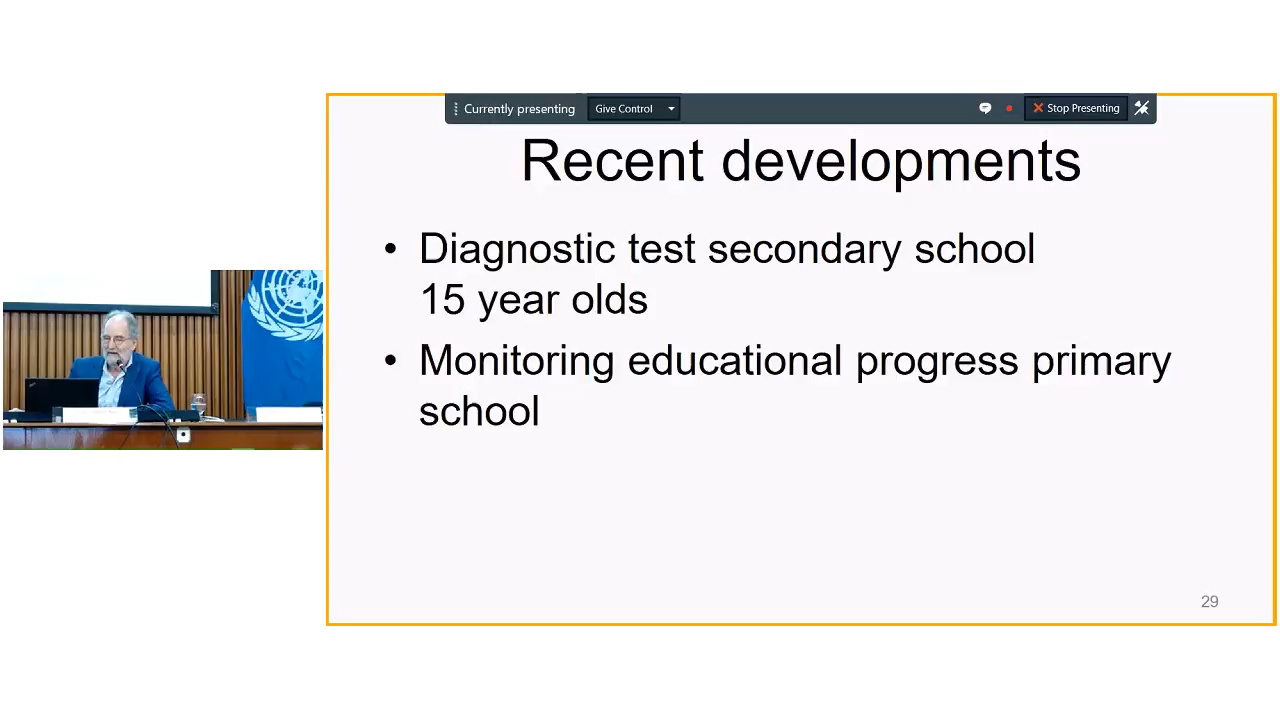 Currently presenting
Give Control
Stop Presenting
Recent developments
• Diagnostic test secondary school
15 year olds
• Monitoring educational progress primary
school
29